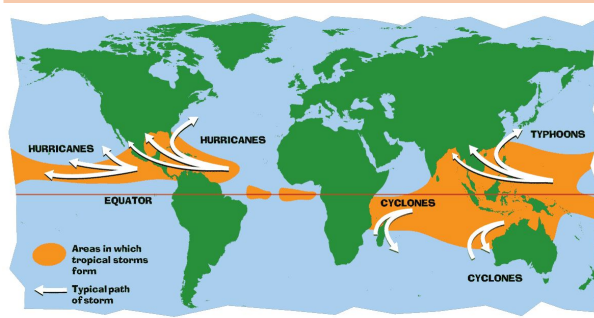 HURRICANES
HURRICANES
TYPHOONS
EQUATOR
CYCLONES
CYCLONES
Areas in which
tropical storms
form
Typical path
of storm